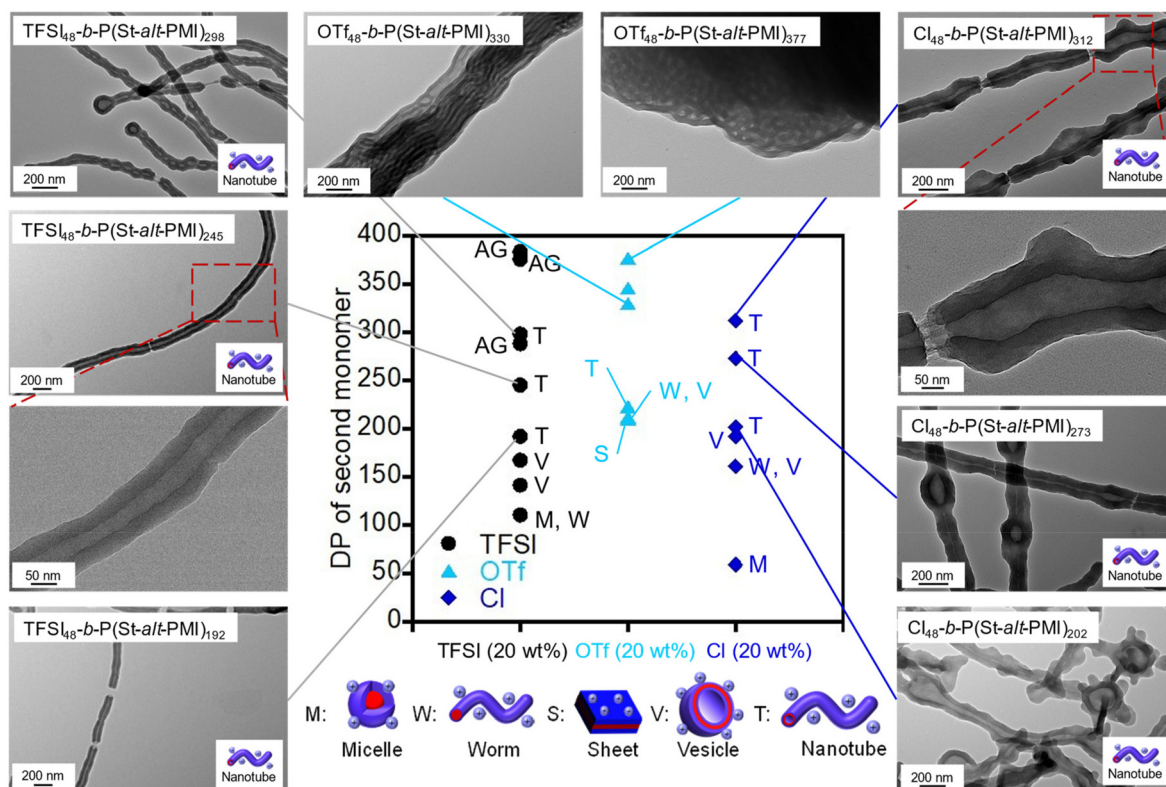 TFSI48-b-P(St-alt-PMI)298
200 nm
Nanotube
OTf48-b-P(St-alt-PMI)330
200 nm
OTf48-b-P(St-alt-PMI)377
200 nm
Cl48-b-P(St-alt-PMI)312
200 nm
Nanotube
TFSI48-b-P(St-alt-PMI)245
200 nm
Nanotube
50 nm
TFSI48-b-P(St-alt-PMI)192
200 nm
Nanotube
DP of second monomer
400
350
300
250
200
150
100
50
0
AG
AG
T
AG
T
T
V
V
M, W
T
W, V
S
T
T
T
V
W, V
M
TFSI
OTf
Cl
TFSI (20 wt%) OTf (20 wt%) Cl (20 wt%)
M: W: S: V: T:
Micelle Worm Sheet Vesicle Nanotube
50 nm
Cl48-b-P(St-alt-PMI)273
200 nm
Nanotube
Cl48-b-P(St-alt-PMI)202
200 nm
Nanotube